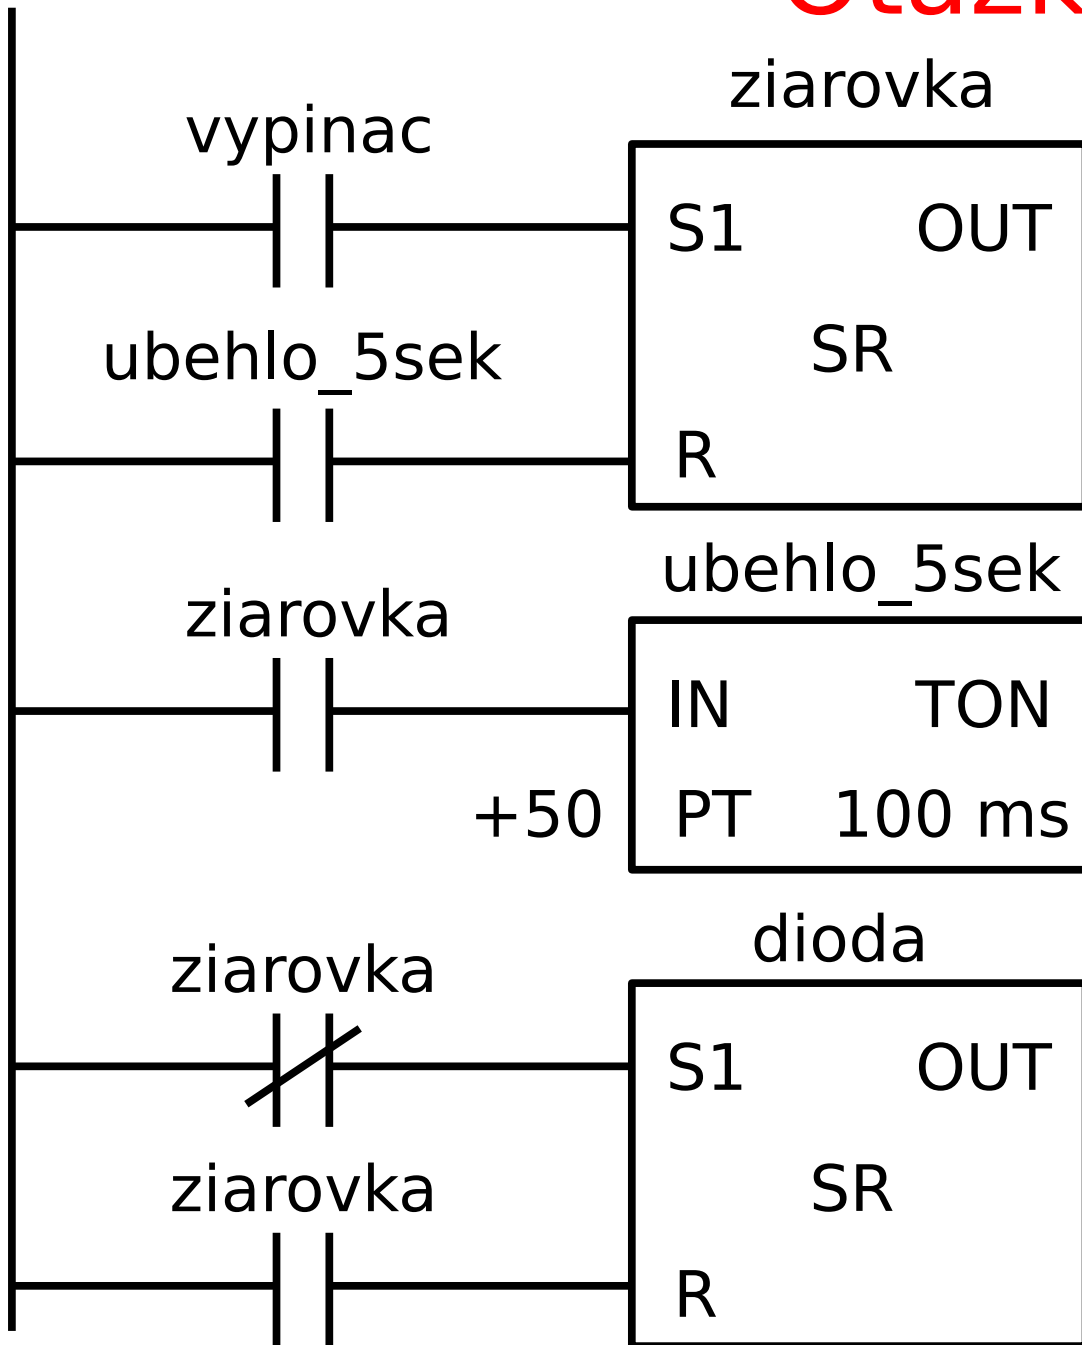 ziarovka
vypinac
S1 OUT
ubehlo_5sek
SR
R
ubehlo_5sek
ziarovka
IN TON
+50 PT 100 ms
dioda
ziarovka
S1 OUT
ziarovka
SR
R